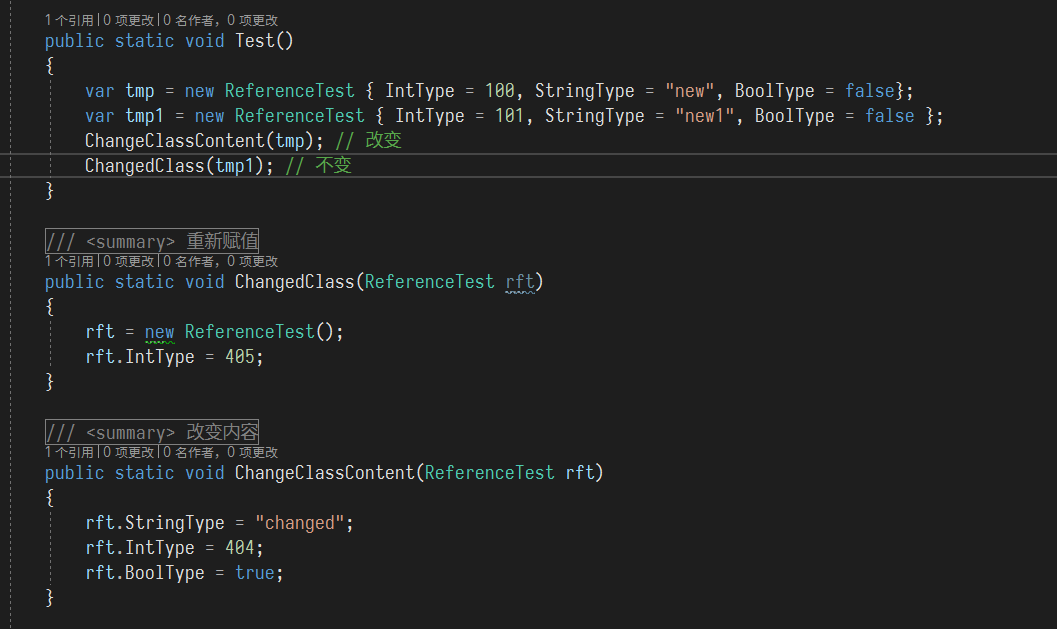 1 个引用 | 0 项更改 | 0 名作者，0 项更改
public static void Test()
{
var tmp = new ReferenceTest { IntType = 100, StringType = "new", BoolType = false};
var tmp1 = new ReferenceTest { IntType = 101, StringType = "new1", BoolType = false };
ChangeClassContent(tmp); // 改变
ChangedClass(tmp1); // 不变
}
/// <summary> 重新赋值
1 个引用 | 0 项更改 | 0 名作者，0 项更改
public static void ChangedClass(ReferenceTest rft)
{
rft = new ReferenceTest();
rft.IntType = 405;
}
/// <summary> 改变内容
1 个引用 | 0 项更改 | 0 名作者，0 项更改
public static void ChangeClassContent(ReferenceTest rft)
{
rft.StringType = "changed";
rft.IntType = 404;
rft.BoolType = true;
}